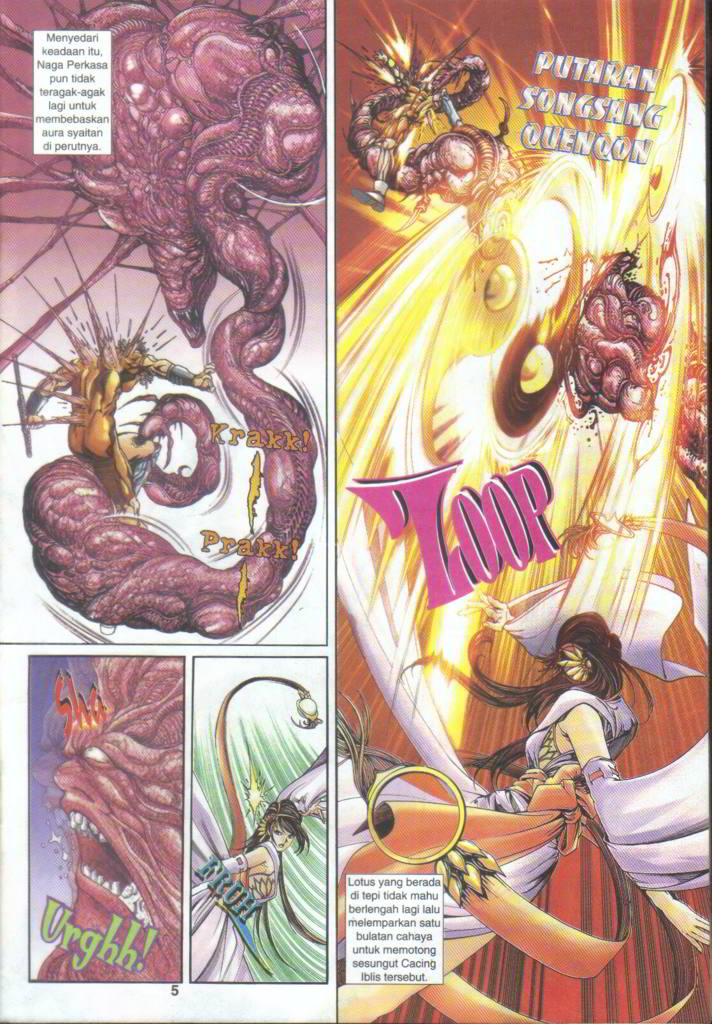 Menyedari
keadaan itu,
Naga Perkasa
pun tidak
teragak-agak
lagi untuk
membebaskan
aura syaitan
di perutnya.
Krakk!
Prakk!
Urghh!
5
PUTARAN
SONGSANG
QUENQON
ZOOP
Lotus yang berada
di tepi tidak mahu
berlengah lagi lalu
melemparkan satu
bulatan cahaya
untuk memotong
sesungut Cacing
Iblis tersebut.